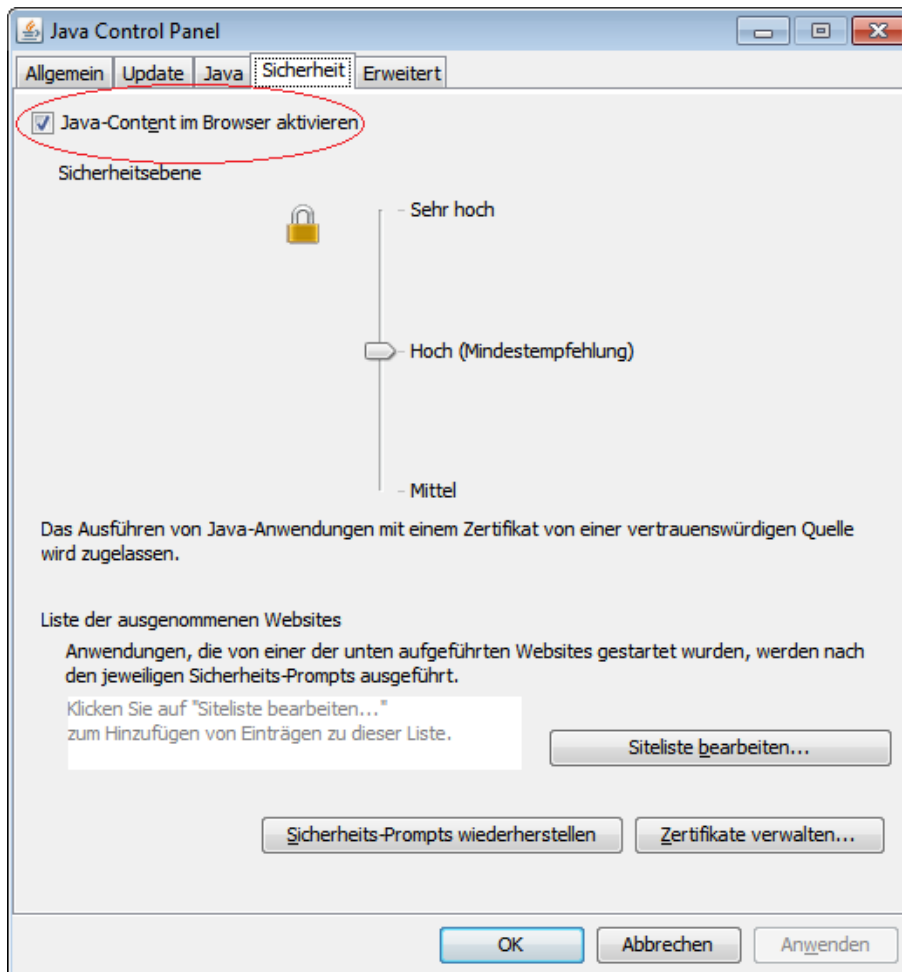 Java Control Panel
Allgemein Update Java Sicherheit Erweitert
Java-Content im Browser aktivieren
Sicherheitsebene
Sehr hoch
Hoch (Mindestempfehlung)
Mittel
Das Ausführen von Java-Anwendungen mit einem Zertifikat von einer vertrauenswürdigen Quelle
wird zugelassen.
Liste der ausgenommenen Websites
Anwendungen, die von einer der unten aufgeführten Websites gestartet wurden, werden nach
den jeweiligen Sicherheits-Prompts ausgeführt.
Klicken Sie auf "Siteliste bearbeiten..."
zum Hinzufügen von Einträgen zu dieser Liste.
Siteliste bearbeiten...
Sicherheits-Prompts wiederherstellen Zertifikate verwalten...
OK Abbrechen Anwenden